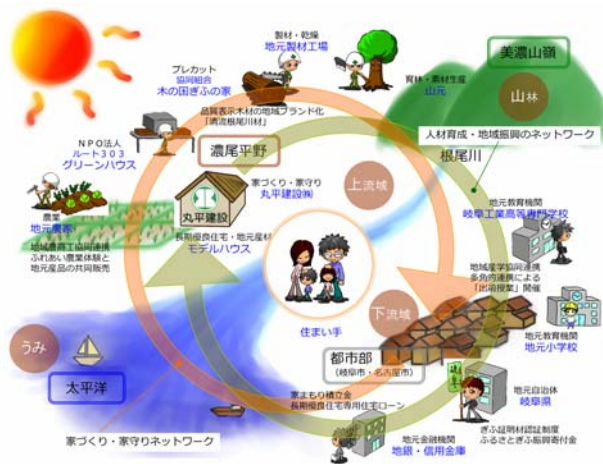 製材・乾燥
地元製材工場
プレカット
協同組合
木の国ぎふの家
育林・素材生産
山元
美濃山嶺
山林
品質表示木材の地域ブランド化
「清流根尾川材」
人材育成・地域振興のネットワーク
NPO法人
ルート303
グリーンハウス
濃尾平野
根尾川
上流域
家づくり・家守り
丸平建設㈱
丸平建設
農業
地元農家
長期優良住宅・地元産材
モデルハウス
地域農商工協同連携
ふれあい農業体験と
地元産品の共同販売
地元教育機関
岐阜工業高等専門学校
地域産学協同連携
多角的連携による
「出前授業」開催
住まい手
下流域
うみ
太平洋
都市部
(岐阜市・名古屋市)
地元教育機関
地元小学校
地元自治体
岐阜県
家まもり積立金
長期優良住宅専用住宅ローン
ぎふ証明材認証制度
ふるさとぎふ振興寄付金
家づくり・家守りネットワーク
地元金融機関
地銀・信用金庫